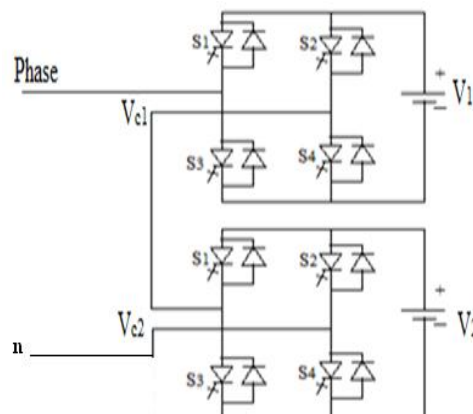 S1
S2
Phase
+
V1
Vc1
−
S3
S4
S1
S2
+
Vc2
V2
−
n
S3
S4